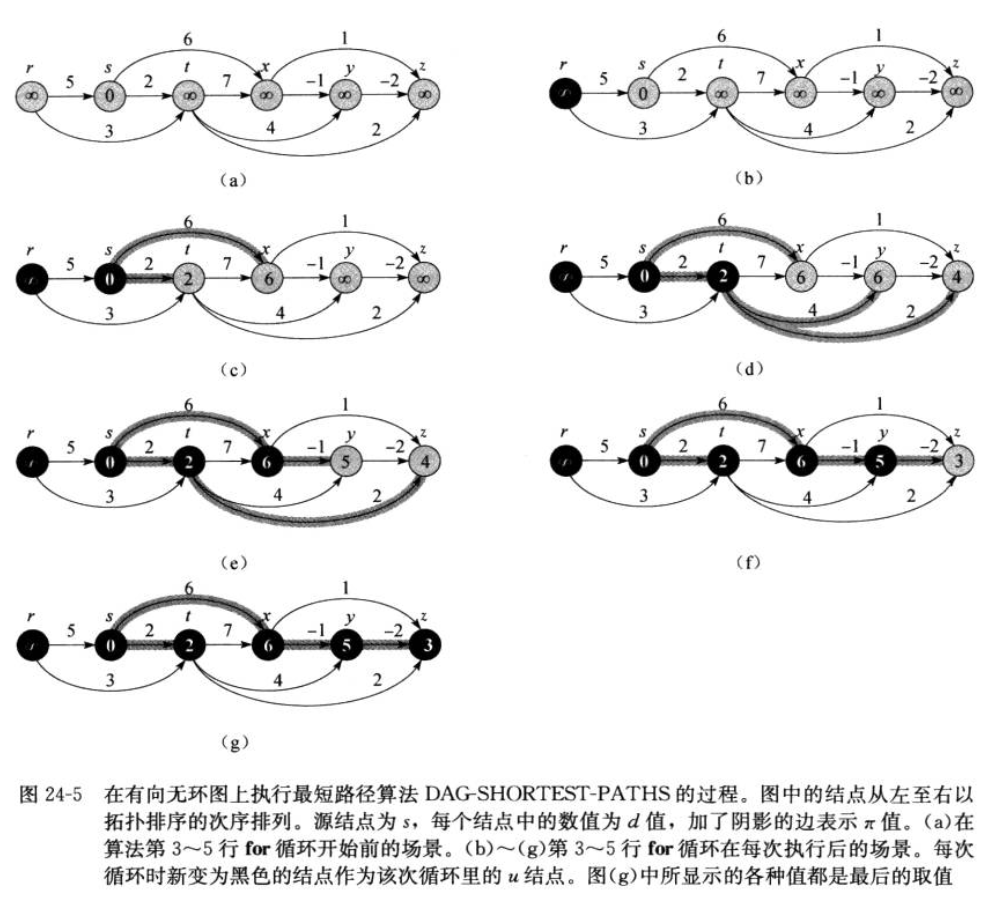 6 1
r s t x y z
5 2 7 -1 -2
∞ 0 ∞ ∞ ∞ ∞
3 4 2
(a)
6 1
r s t x y z
5 2 7 -1 -2
∞ 0 ∞ ∞ ∞ ∞
3 4 2
(b)
6 1
r s t x y z
5 2 7 -1 -2
∞ 0 2 6 ∞ ∞
3 4 2
(c)
6 1
r s t x y z
5 2 7 -1 -2
∞ 0 2 6 6 4
3 4 2
(d)
6 1
r s t x y z
5 2 7 -1 -2
0 2 6 5 4
3 4 2
(e)
6 1
r s t x y z
5 2 7 -1 -2
0 2 6 5 3
3 4 2
(f)
6 1
r s t x y z
5 2 7 -1 -2
0 2 6 5 3
3 4 2
(g)
图 24-5 在有向无环图上执行最短路径算法 DAG-SHORTEST-PATHS 的过程。图中的结点从左至右以
拓扑排序的次序排列。源结点为 s，每个结点中的数值为 d 值，加了阴影的边表示 π 值。(a)在
算法第 3～5 行 for 循环开始前的场景。(b)～(g)第 3～5 行 for 循环在每次执行后的场景。每次
循环时新变为黑色的结点作为该次循环里的 u 结点。图(g)中所显示的各种值都是最后的取值